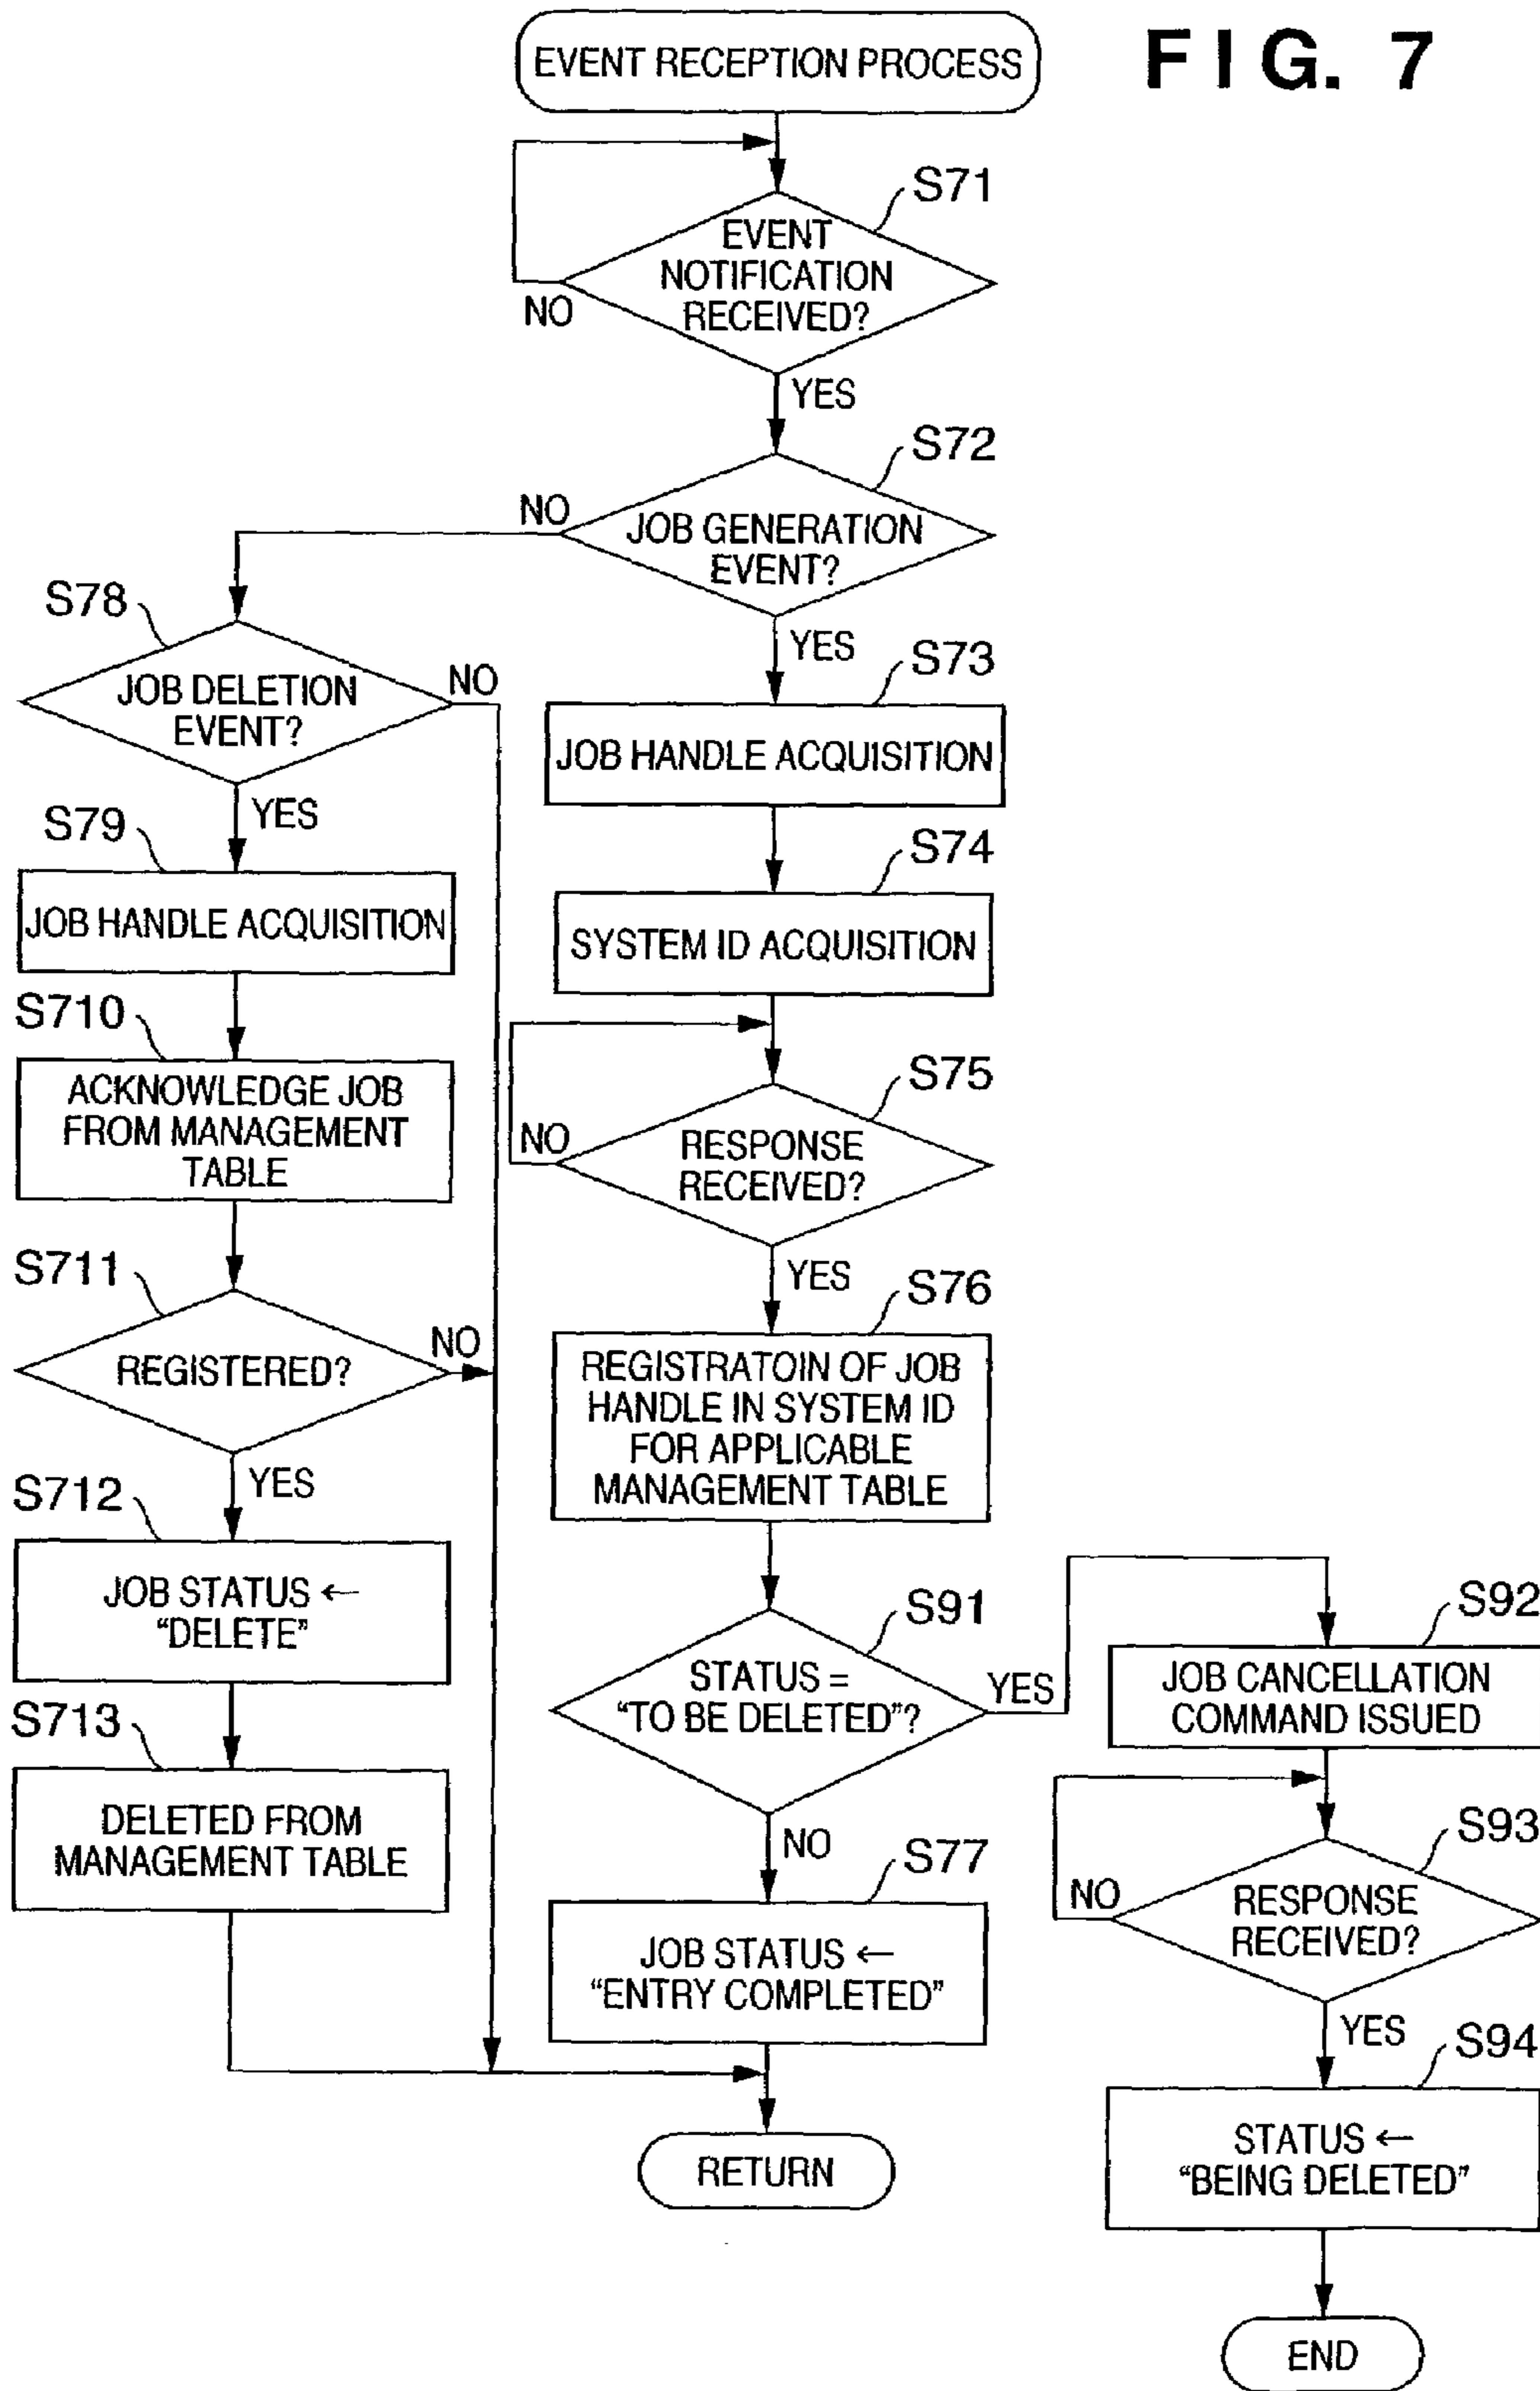 FIG. 7
EVENT RECEPTION PROCESS
S71
EVENT
NOTIFICATION
RECEIVED?
NO
YES
S72
JOB GENERATION
EVENT?
NO
YES
S78
JOB DELETION
EVENT?
NO
YES
S73
JOB HANDLE ACQUISITION
S79
JOB HANDLE ACQUISITION
S74
SYSTEM ID ACQUISITION
S710
ACKNOWLEDGE JOB
FROM MANAGEMENT
TABLE
S75
RESPONSE
RECEIVED?
NO
YES
S711
REGISTERED?
NO
YES
S76
REGISTRATOIN OF JOB
HANDLE IN SYSTEM ID
FOR APPLICABLE
MANAGEMENT TABLE
S712
JOB STATUS ←
“DELETE”
S713
DELETED FROM
MANAGEMENT TABLE
S91
STATUS =
“TO BE DELETED”?
YES
NO
S92
JOB CANCELLATION
COMMAND ISSUED
S77
JOB STATUS ←
“ENTRY COMPLETED”
S93
RESPONSE
RECEIVED?
NO
YES
S94
STATUS ←
“BEING DELETED”
RETURN
END